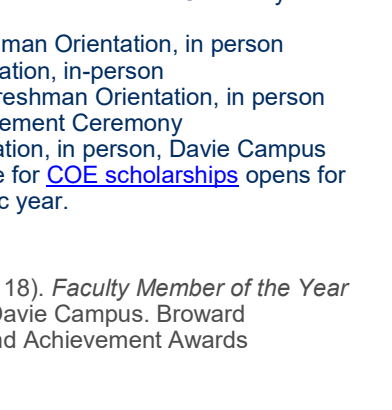 man Orientation, in person
ation, in-person
reshman Orientation, in person
ement Ceremony
ation, in person, Davie Campus
e for COE scholarships opens for
c year.
18). Faculty Member of the Year
Davie Campus. Broward
nd Achievement Awards